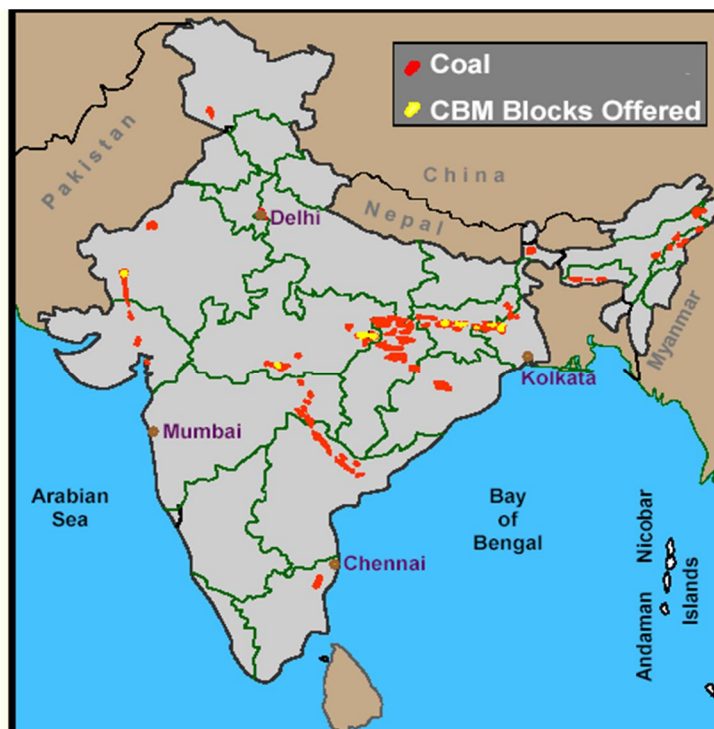 Coal
CBM Blocks Offered
Pakistan
China
Nepal
Delhi
Myanmar
Kolkata
Mumbai
Arabian
Sea
Bay
of
Bengal
Chennai
Andaman Nicobar
Islands